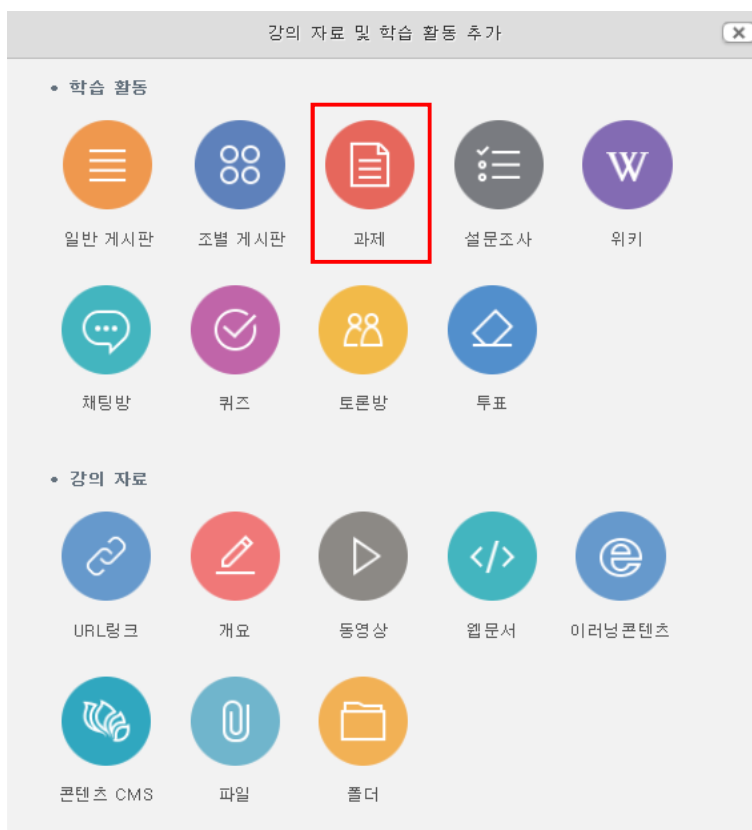 강의 자료 및 학습 활동 추가
• 학습 활동
일반 게시판 조별 게시판 과제 설문조사 위키
채팅방 퀴즈 토론방 투표
• 강의 자료
URL링크 개요 동영상 웹문서 이러닝콘텐츠
콘텐츠 CMS 파일 폴더